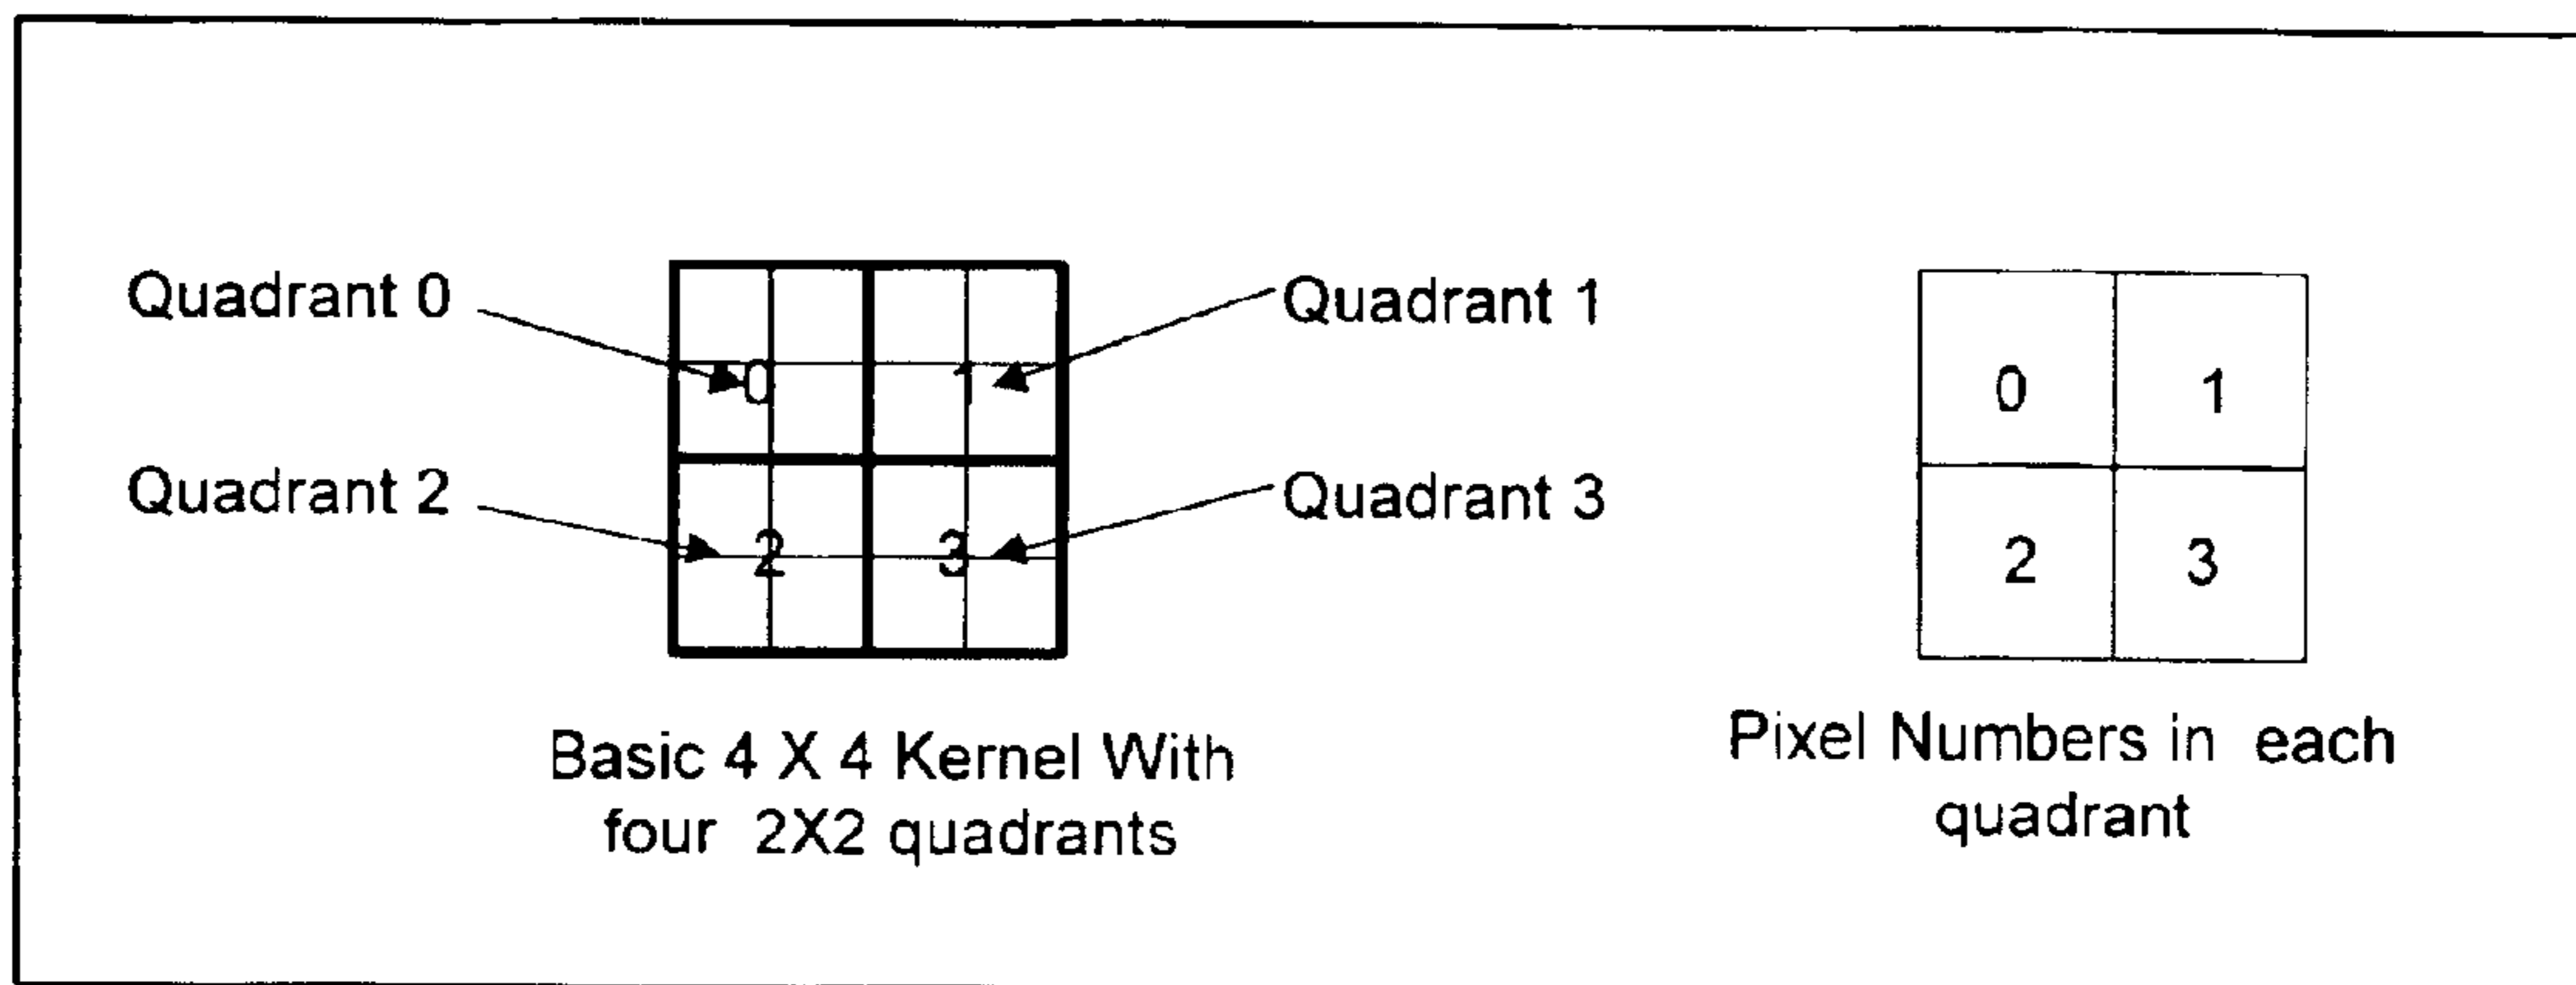 Quadrant 0
Quadrant 1
0
1
Quadrant 2
Quadrant 3
2
3
Basic 4 X 4 Kernel With
four 2X2 quadrants
0 1
2 3
Pixel Numbers in each
quadrant